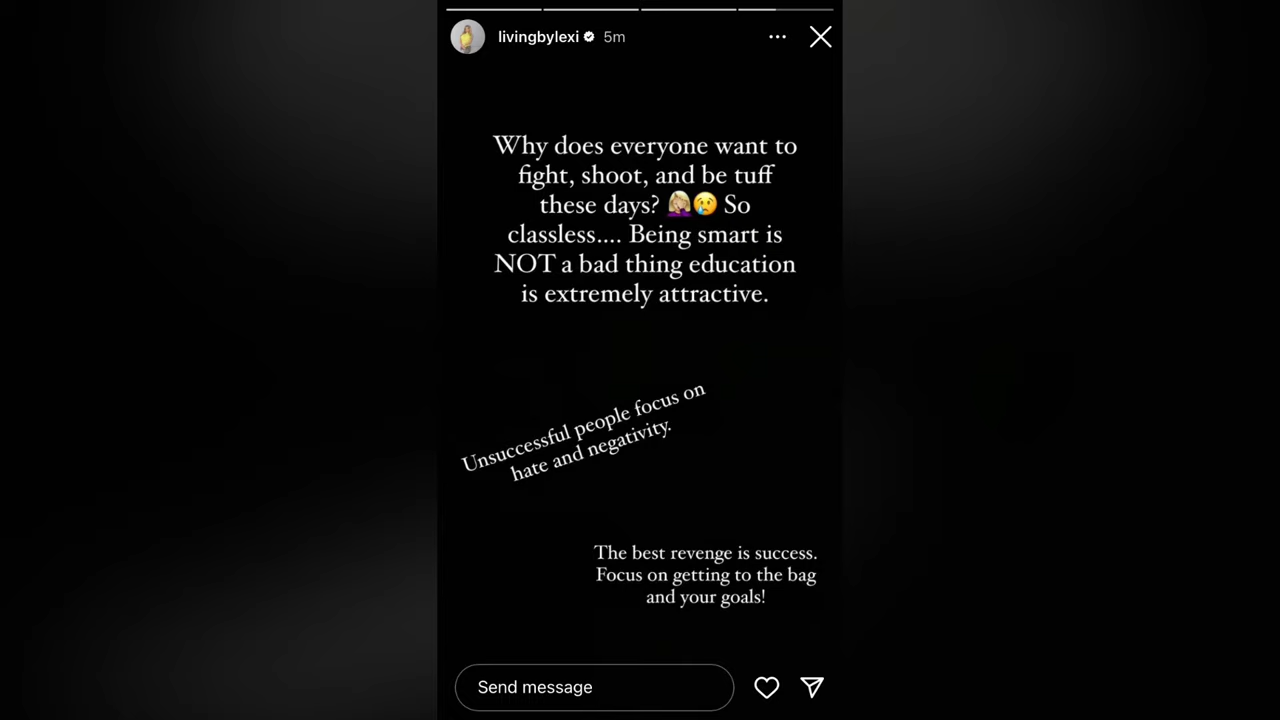 livingbylexi 5m
Why does everyone want to
fight, shoot, and be tuff
these days? 🤦🏼‍♀️😢 So
classless.... Being smart is
NOT a bad thing education
is extremely attractive.
Unsuccessful people focus on
hate and negativity.
The best revenge is success.
Focus on getting to the bag
and your goals!
Send message